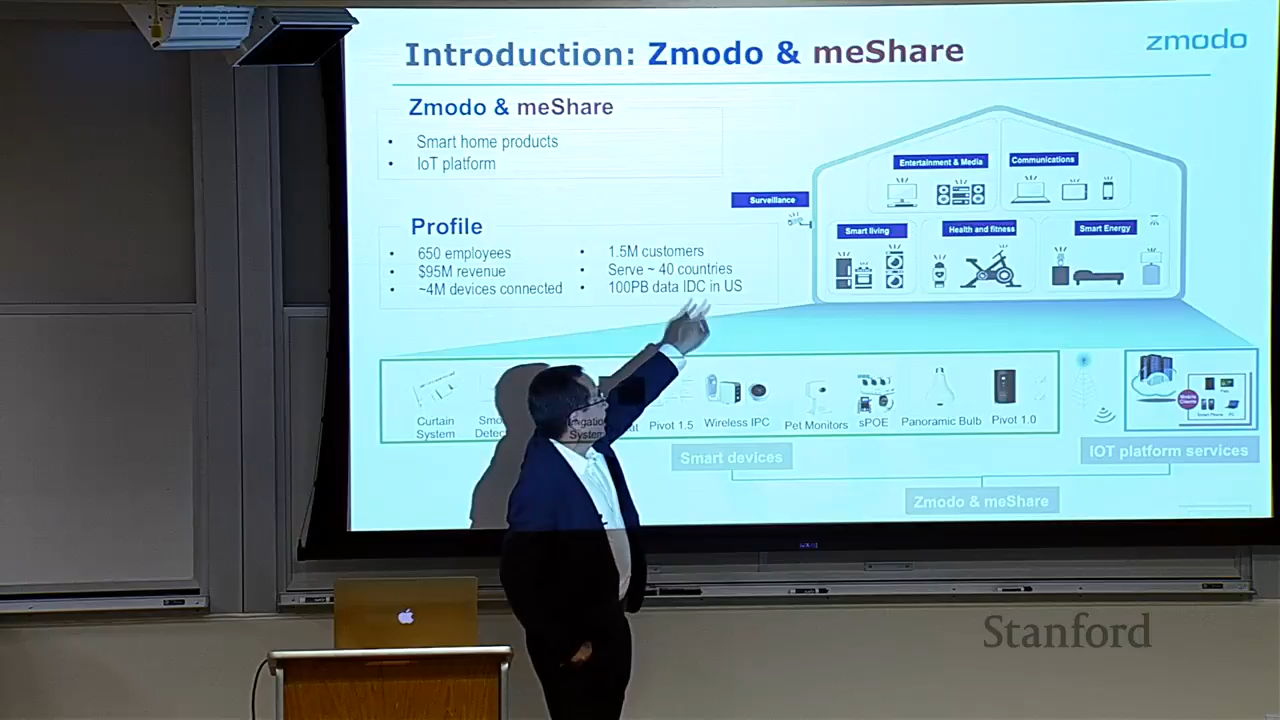 Introduction: Zmodo & meShare
zmodo
Zmodo & meShare
• Smart home products
• IoT platform
Profile
• 650 employees
• $95M revenue
• ~4M devices connected
• 1.5M customers
• Serve ~ 40 countries
• 100PB data IDC in US
Entertainment & Media
Communications
Surveillance
Smart living
Health and fitness
Smart Energy
Curtain System
Pivot 1.5
Wireless IPC
Pet Monitors
sPOE
Panoramic Bulb
Pivot 1.0
Smart devices
IOT platform services
Zmodo & meShare
Stanford